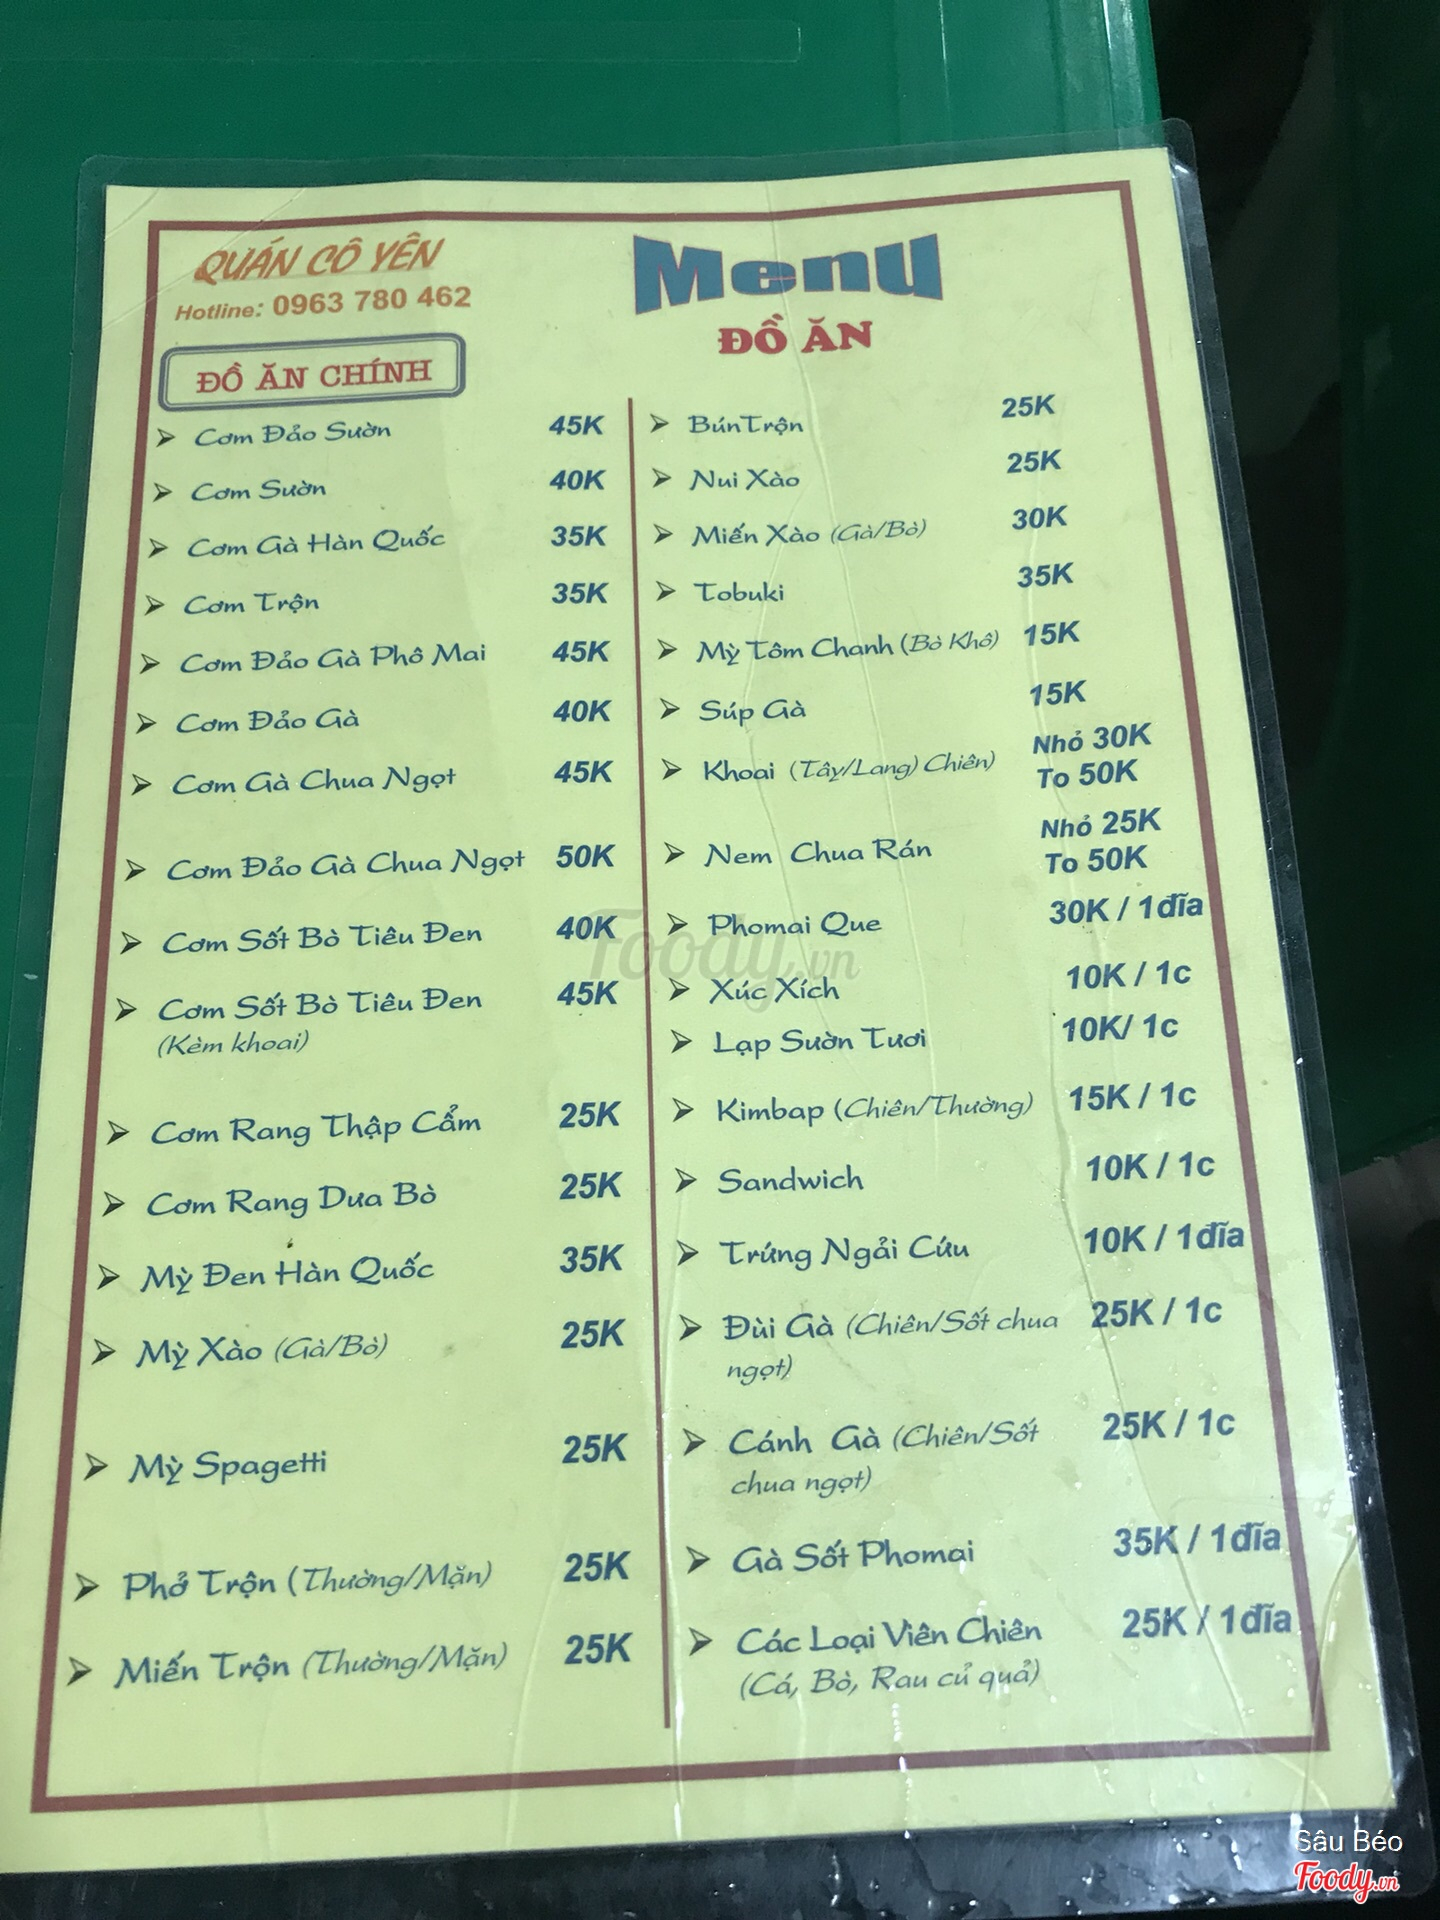 QUÁN CÔ YÊN
Hotline: 0963 780 462
Menu
ĐỒ ĂN
ĐỒ ĂN CHÍNH
Cơm Đảo Sườn 45K
Cơm Sườn 40K
Cơm Gà Hàn Quốc 35K
Cơm Trộn 35K
Cơm Đảo Gà Phô Mai 45K
Cơm Đảo Gà 40K
Cơm Gà Chua Ngọt 45K
Cơm Đảo Gà Chua Ngọt 50K
Cơm Sốt Bò Tiêu Đen 40K
Cơm Sốt Bò Tiêu Đen 45K
(Kèm khoai)
Cơm Rang Thập Cẩm 25K
Cơm Rang Dưa Bò 25K
Mỳ Đen Hàn Quốc 35K
Mỳ Xào (Gà/Bò) 25K
Mỳ Spagetti 25K
Phở Trộn (Thường/Mặn) 25K
Miến Trộn (Thường/Mặn) 25K
BúnTrộn 25K
Nui Xào 25K
Miến Xào (Gà/Bò) 30K
Tobuki 35K
Mỳ Tôm Chanh (Bò Khô) 15K
Súp Gà 15K
Khoai (Tây/Lang) Chiên) Nhỏ 30K
To 50K
Nem Chua Rán Nhỏ 25K
To 50K
Phomai Que 30K / 1đĩa
Xúc Xích 10K / 1c
Lạp Sườn Tươi 10K/ 1c
Kimbap (Chiên/Thường) 15K / 1c
Sandwich 10K / 1c
Trứng Ngải Cứu 10K / 1đĩa
Đùi Gà (Chiên/Sốt chua 25K / 1c
ngọt)
Cánh Gà (Chiên/Sốt 25K / 1c
chua ngọt)
Gà Sốt Phomai 35K / 1đĩa
Các Loại Viên Chiên 25K / 1đĩa
(Cá, Bò, Rau củ quả)
Foody.vn
Sâu Béo
Foody.vn